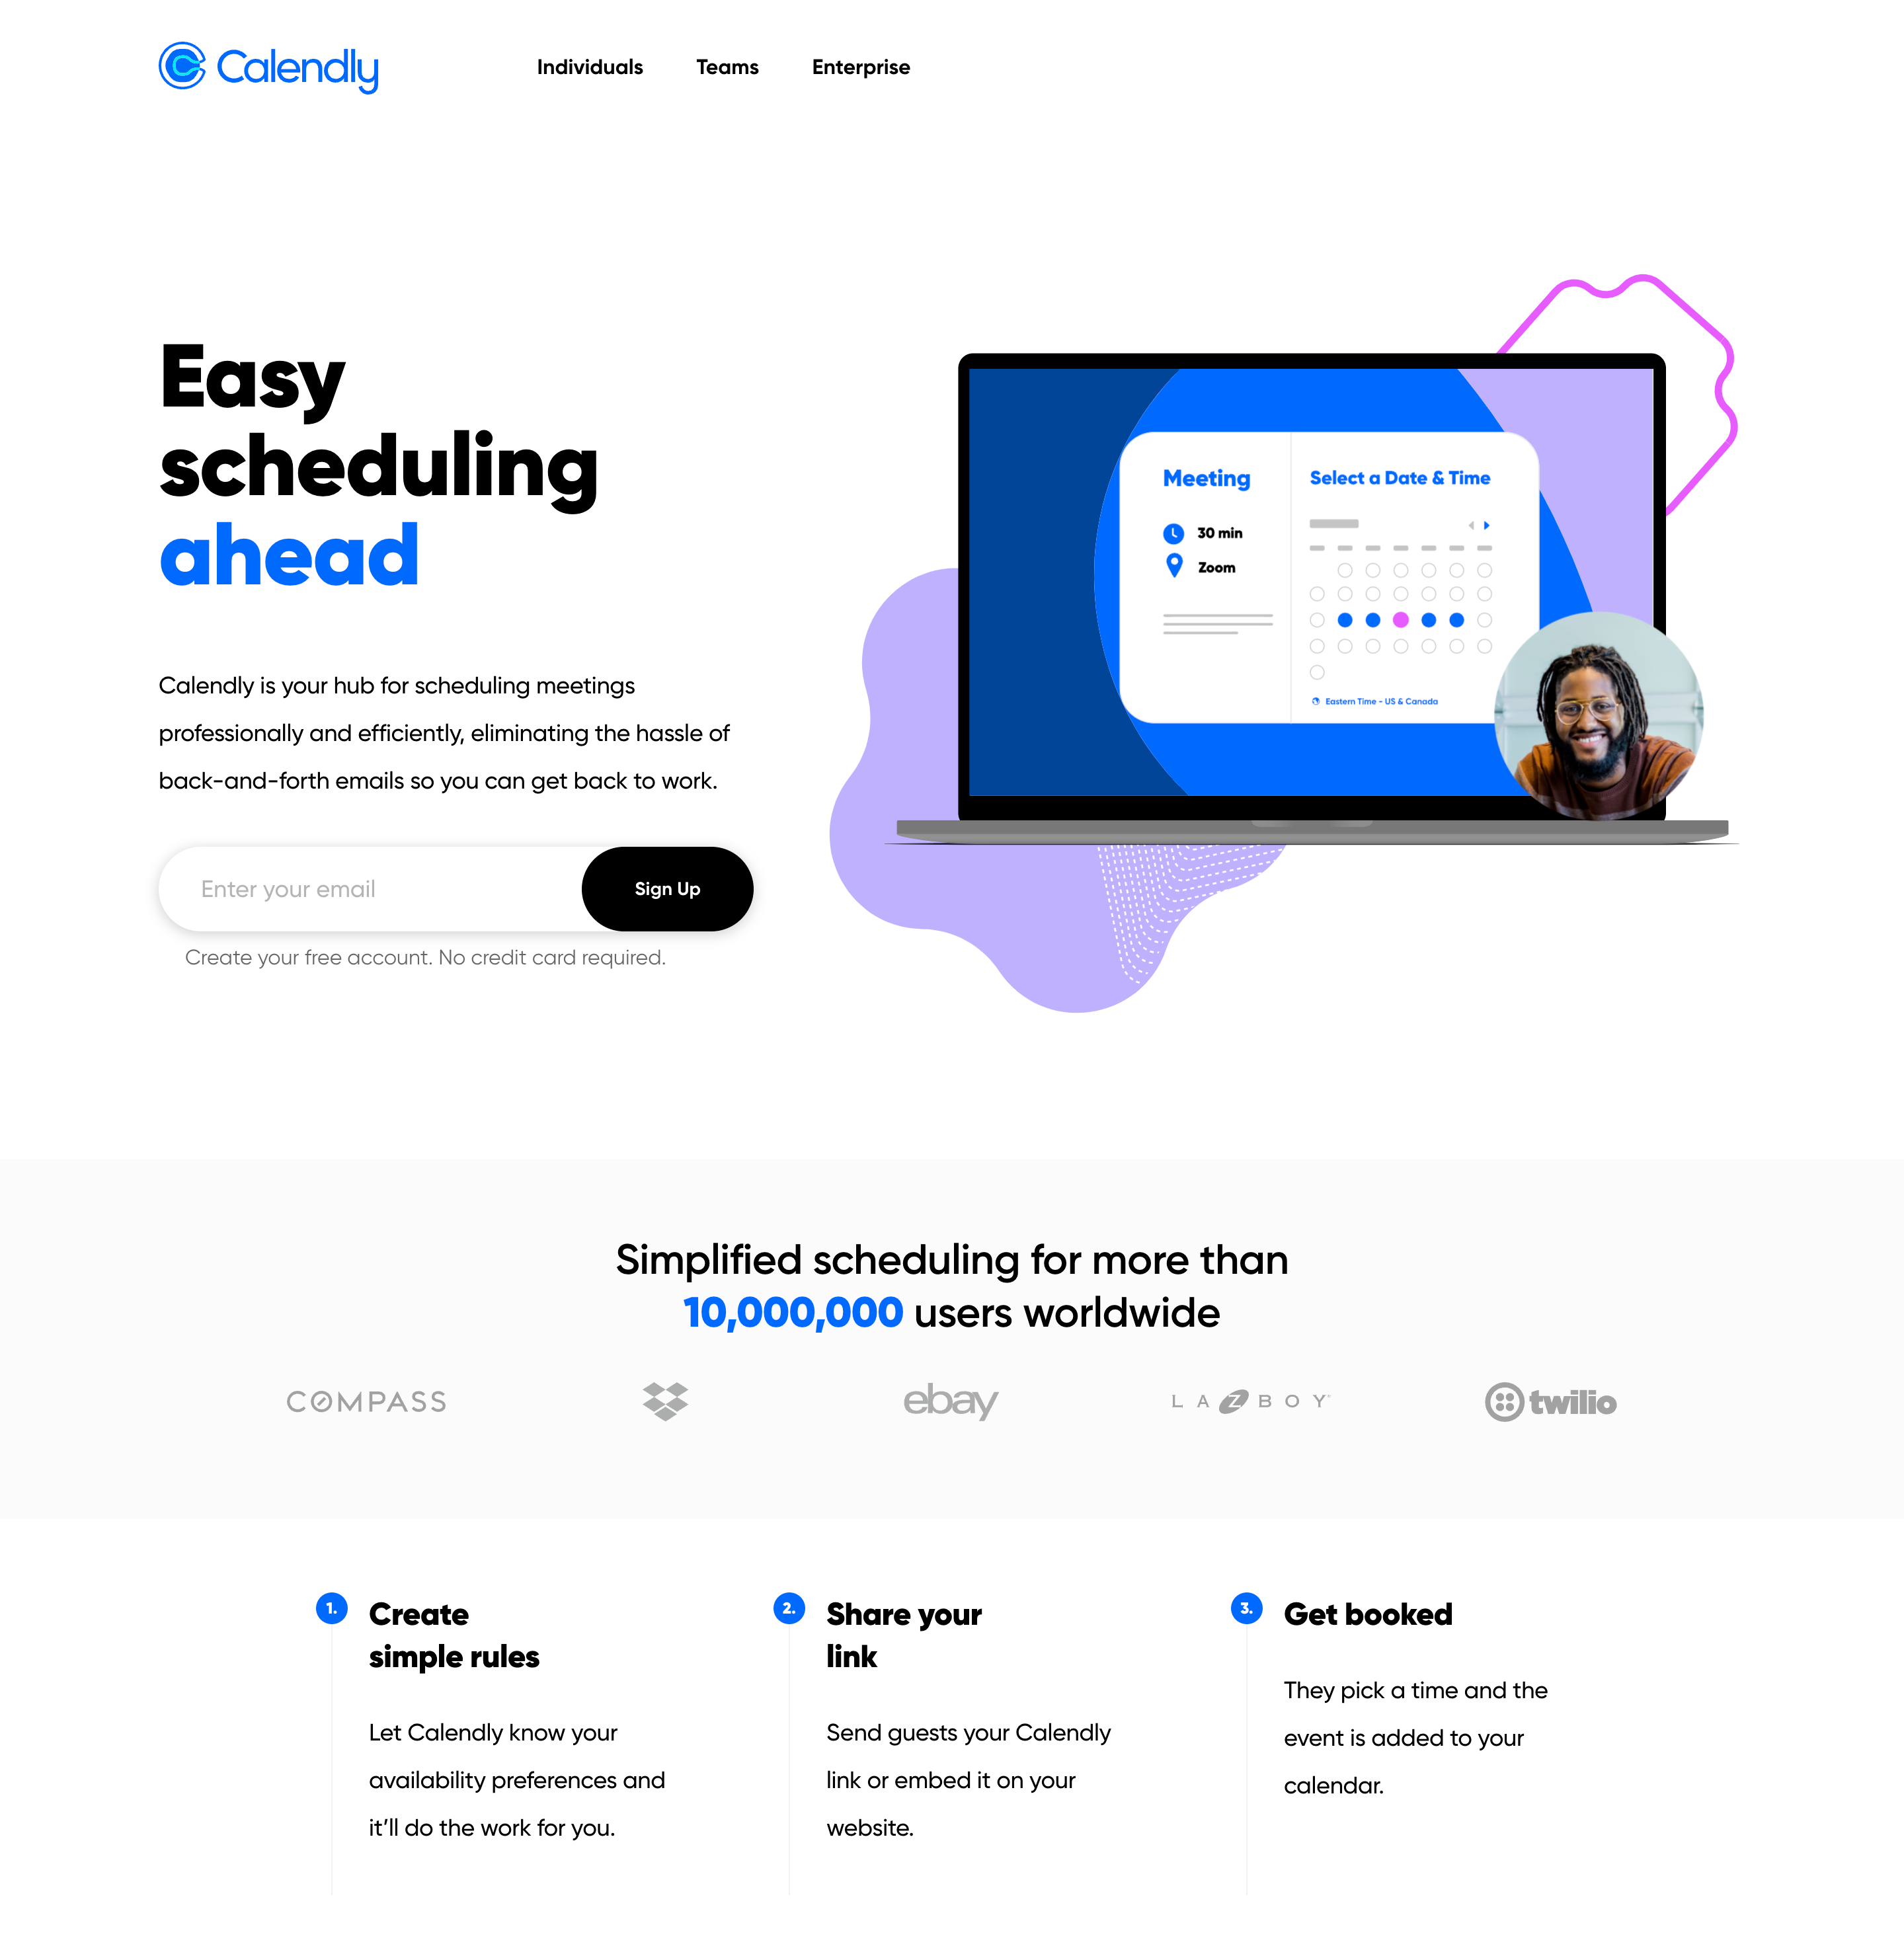 Calendly
Individuals Teams Enterprise
Easy
scheduling
ahead
Calendly is your hub for scheduling meetings
professionally and efficiently, eliminating the hassle of
back-and-forth emails so you can get back to work.
Enter your email
Sign Up
Create your free account. No credit card required.
Meeting
30 min
Zoom
Select a Date & Time
Eastern Time - US & Canada
Simplified scheduling for more than
10,000,000 users worldwide
COMPASS
ebay
LA Z BOY
twilio
1.
Create
simple rules
Let Calendly know your
availability preferences and
it’ll do the work for you.
2.
Share your
link
Send guests your Calendly
link or embed it on your
website.
3.
Get booked
They pick a time and the
event is added to your
calendar.